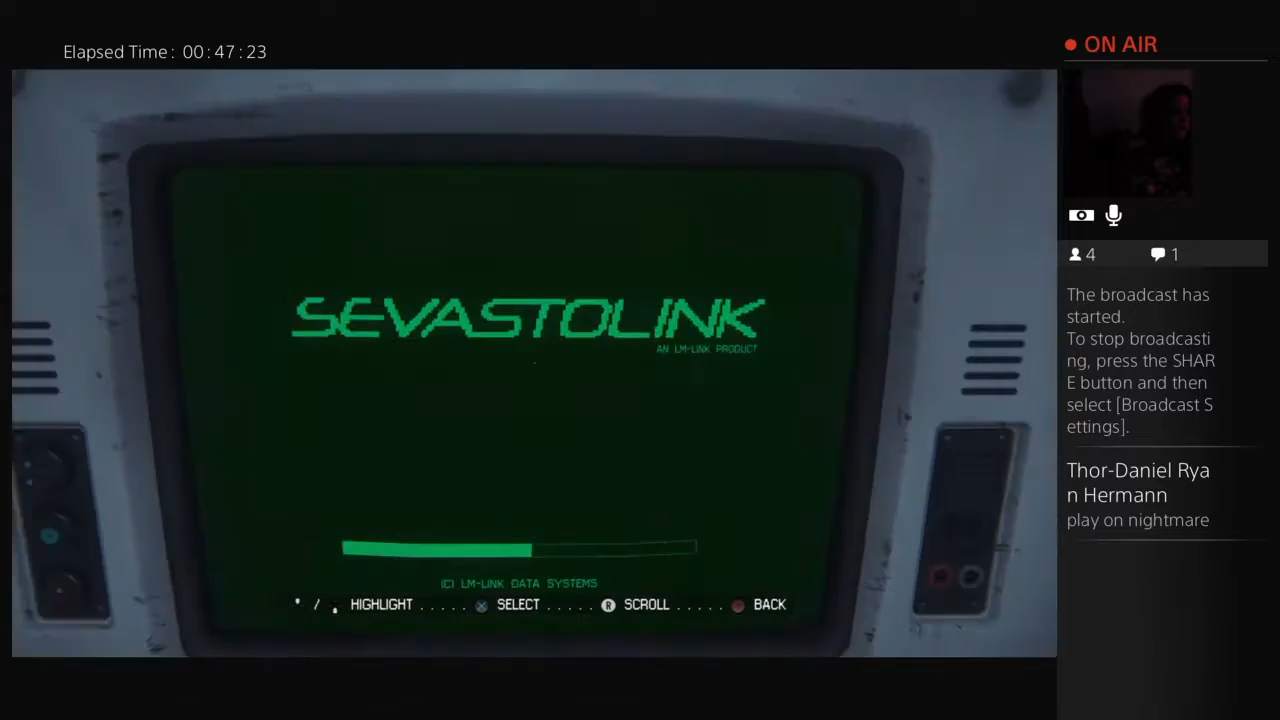 Elapsed Time: 00:47:23
ON AIR
SEVASTOLINK
AN LM-LINK PRODUCT
(C) LM-LINK DATA SYSTEMS
/ HIGHLIGHT ..... SELECT ..... R SCROLL ..... BACK
4 1
The broadcast has
started.
To stop broadcasti
ng, press the SHAR
E button and then
select [Broadcast S
ettings].
Thor-Daniel Rya
n Hermann
play on nightmare